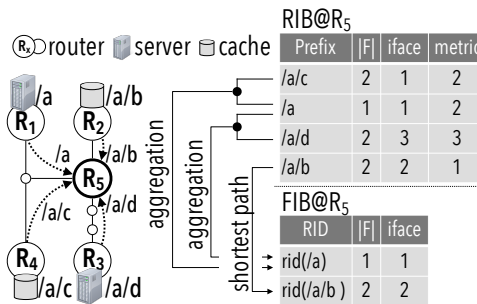 RIB@R5
Rx router server cache
Prefix |F| iface metric
/a/c 2 1 2
/a 1 1 2
/a/d 2 3 3
/a/b 2 2 1
/a
/a/b
R1
R2
/a
/a/b
R5
/a/c
/a/d
R4
/a/c
R3
/a/d
aggregation
aggregation
shortest path
FIB@R5
RID |F| iface
rid(/a) 1 1
rid(/a/b ) 2 2